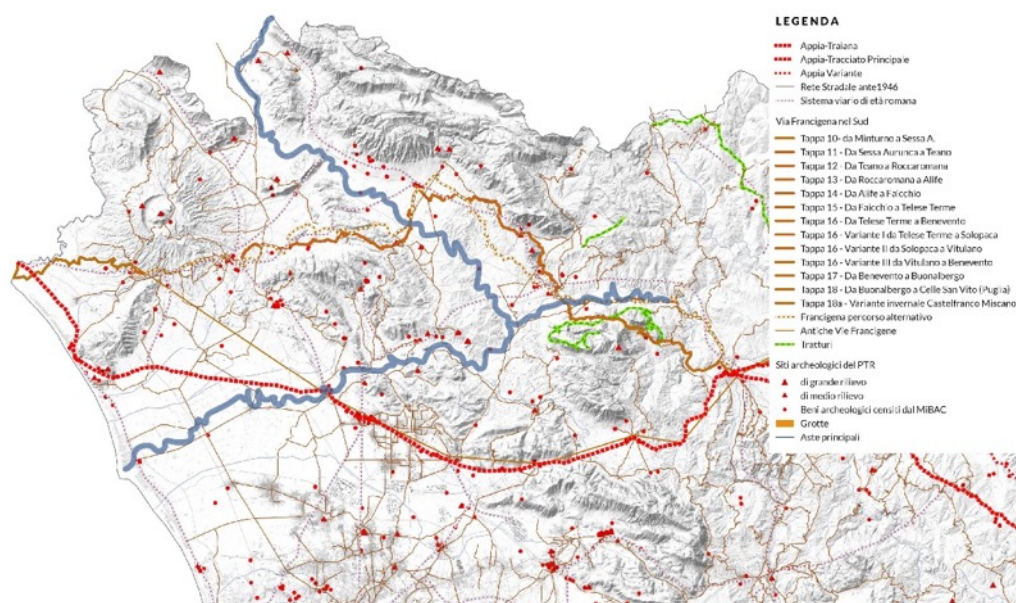 LEGENDA
Appia-Traiana
Appia-Tracciato Principale
Appia Variante
Rete Stradale ante1946
Sistema viario di età romana
Via Francigena nel Sud
Tappa 10- da Minturno a Sessa A.
Tappa 11 - Da Sessa Aurunca a Teano
Tappa 12 - Da Teano a Roccaromana
Tappa 13 - Da Roccaromana a Alife
Tappa 14 - Da Alife a Faicchio
Tappa 15 - Da Faicchio a Telese Terme
Tappa 16 - Da Telese Terme a Benevento
Tappa 16 - Variante I da Telese Terme a Solopaca
Tappa 16 - Variante II da Solopaca a Vitulano
Tappa 16 - Variante III da Vitulano a Benevento
Tappa 17 - Da Benevento a Buonalbergo
Tappa 18 - Da Buonalbergo a Celle San Vito (Puglia)
Tappa 18a - Variante invernale Castelfranco Miscano
Francigena percorso alternativo
Antiche Vie Francigene
Tratturi
Siti archeologici del PTR
di grande rilievo
di medio rilievo
Beni archeologici censiti dal MiBAC
Grotte
Aste principali